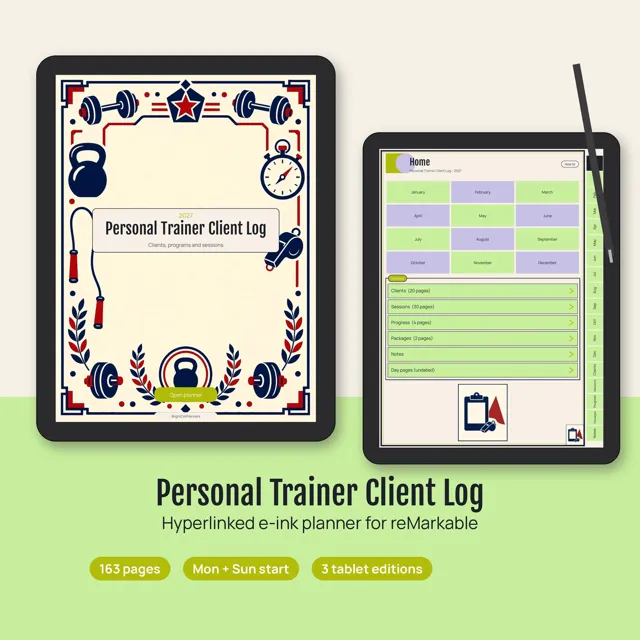 2027
Personal Trainer Client Log
Clients, programs and sessions
Open planner
Home
Personal Trainer Client Log · 2027
January
February
March
April
May
June
July
August
September
October
November
December
Clients (20 pages)
Sessions (30 pages)
Progress (4 pages)
Packages (3 pages)
Notes
Day pages (undated)
Personal Trainer Client Log
Hyperlinked e-ink planner for reMarkable
163 pages
Mon + Sun start
3 tablet editions